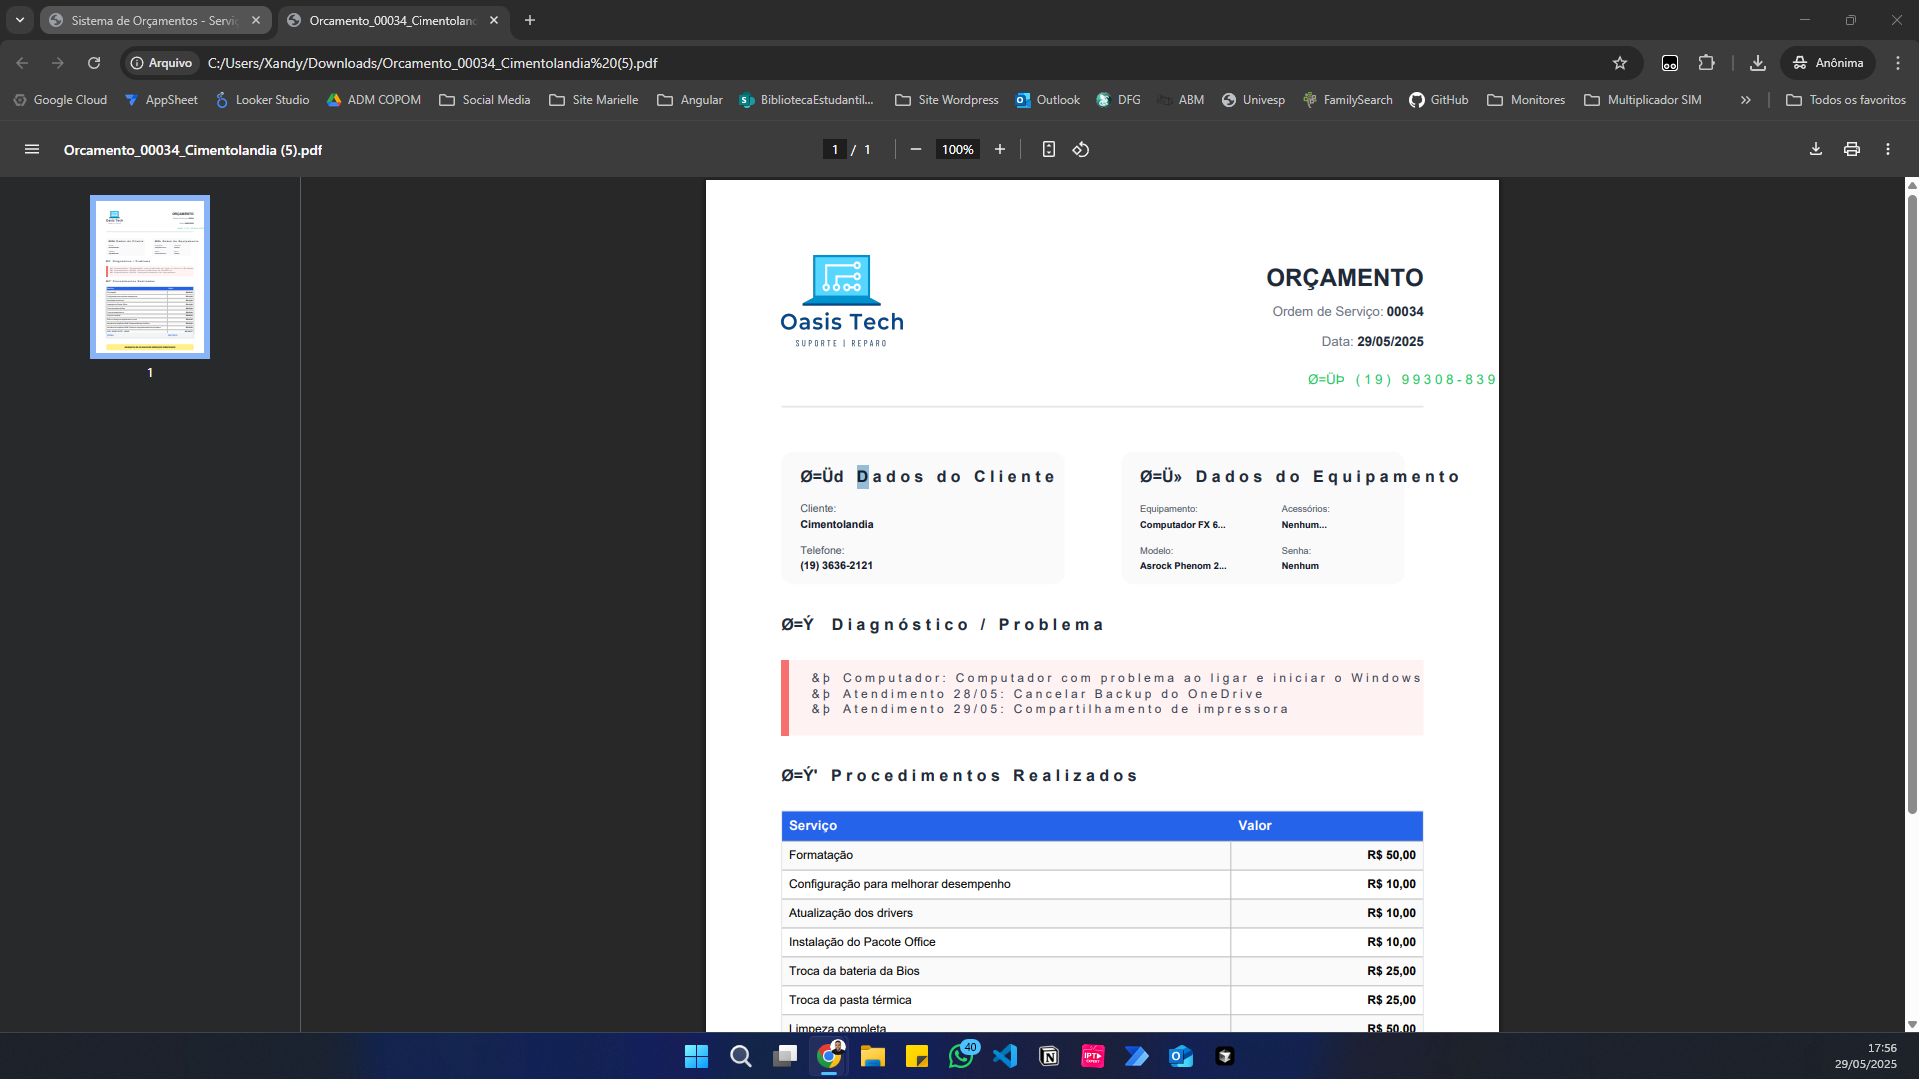 Sistema de Orçamentos - Servi
Orcamento_00034_Cimentolan
Arquivo
C:/Users/Xandy/Downloads/Orcamento_00034_Cimentolandia%20(5).pdf
Anônima
Google Cloud
AppSheet
Looker Studio
ADM COPOM
Social Media
Site Marielle
Angular
BibliotecaEstudantil...
Site Wordpress
Outlook
DFG
ABM
Univesp
FamilySearch
GitHub
Monitores
Multiplicador SIM
Todos os favoritos
Orcamento_00034_Cimentolandia (5).pdf
1 / 1
100%
1
Oasis Tech
SUPORTE | REPARO
ORÇAMENTO
Ordem de Serviço: 00034
Data: 29/05/2025
Ø=ÜÞ (19) 99308-839
Ø=Üd Dados do Cliente
Cliente:
Cimentolandia
Telefone:
(19) 3636-2121
Ø=Ü» Dados do Equipamento
Equipamento:
Computador FX 6...
Acessórios:
Nenhum...
Modelo:
Asrock Phenom 2...
Senha:
Nenhum
Ø=Ý Diagnóstico / Problema
&þ Computador: Computador com problema ao ligar e iniciar o Windows
&þ Atendimento 28/05: Cancelar Backup do OneDrive
&þ Atendimento 29/05: Compartilhamento de impressora
Ø=Ý' Procedimentos Realizados
Serviço Valor
Formatação R$ 50,00
Configuração para melhorar desempenho R$ 10,00
Atualização dos drivers R$ 10,00
Instalação do Pacote Office R$ 10,00
Troca da bateria da Bios R$ 25,00
Troca da pasta térmica R$ 25,00
Limpeza completa R$ 50,00
40
17:56
29/05/2025